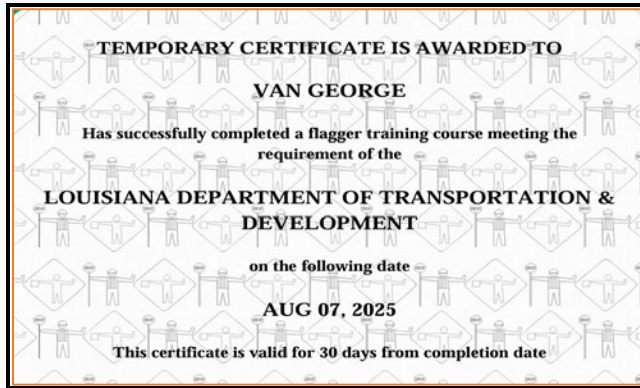 TEMPORARY CERTIFICATE IS AWARDED TO
VAN GEORGE
Has successfully completed a flagger training course meeting the
requirement of the
LOUISIANA DEPARTMENT OF TRANSPORTATION &
DEVELOPMENT
on the following date
AUG 07, 2025
This certificate is valid for 30 days from completion date